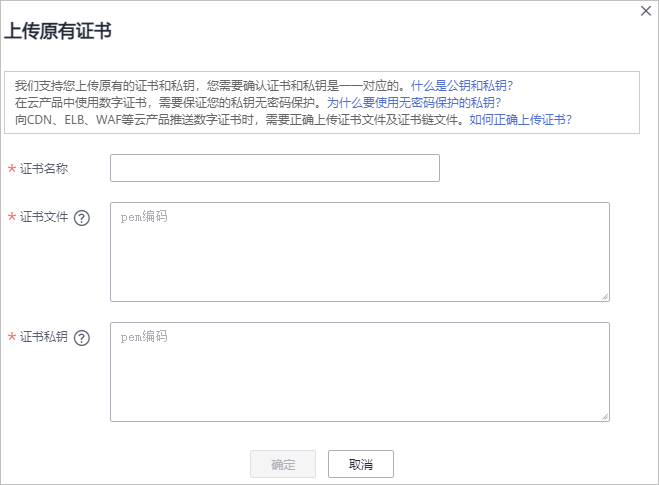 上传原有证书
我们支持您上传原有的证书和私钥，您需要确认证书和私钥是一一对应的。什么是公钥和私钥?
在云产品中使用数字证书，需要保证您的私钥无密码保护。为什么要使用无密码保护的私钥?
向CDN、ELB、WAF等云产品推送数字证书时，需要正确上传证书文件及证书链文件。如何正确上传证书?
* 证书名称
* 证书文件 ?
pem编码
* 证书私钥 ?
pem编码
确定 取消